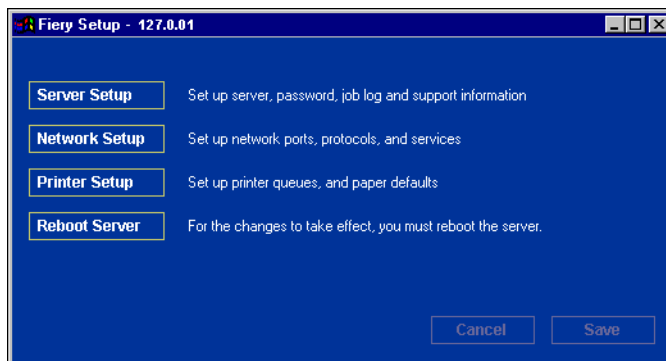 Fiery Setup - 127.0.01
Server Setup Set up server, password, job log and support information
Network Setup Set up network ports, protocols, and services
Printer Setup Set up printer queues, and paper defaults
Reboot Server For the changes to take effect, you must reboot the server.
Cancel Save